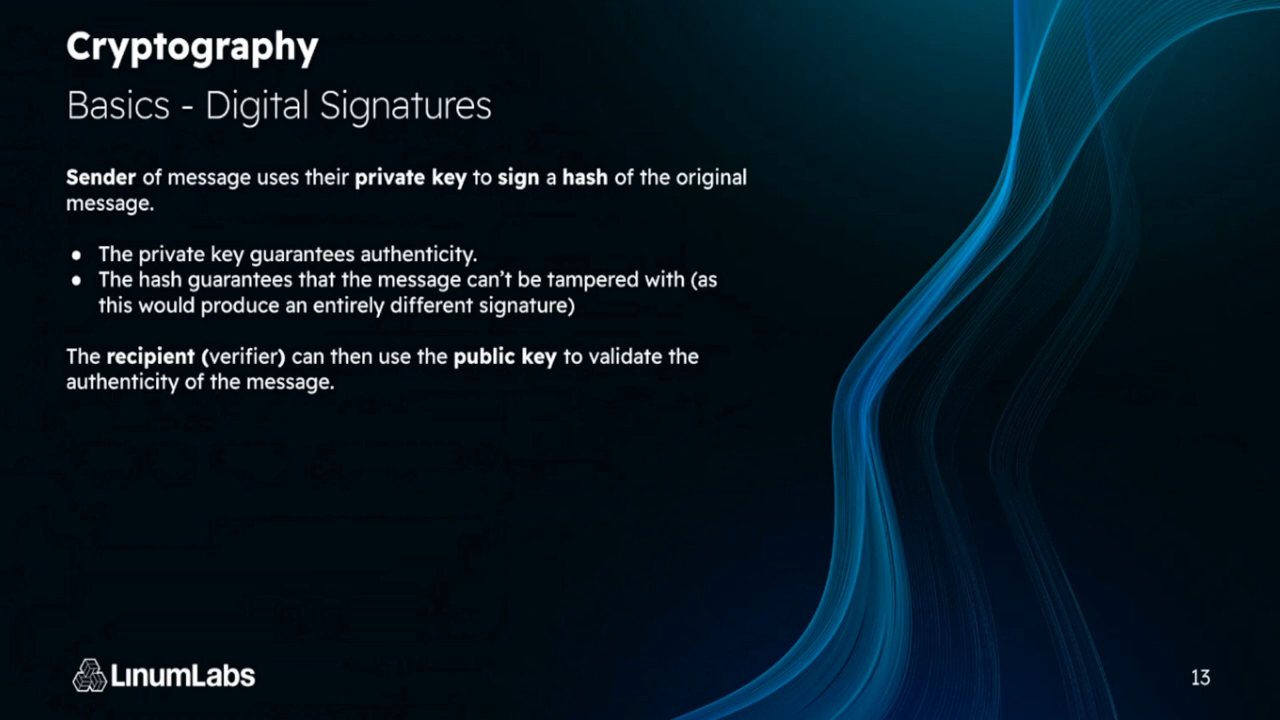 Cryptography
Basics - Digital Signatures
Sender of message uses their private key to sign a hash of the original
message.
● The private key guarantees authenticity.
● The hash guarantees that the message can't be tampered with (as
this would produce an entirely different signature)
The recipient (verifier) can then use the public key to validate the
authenticity of the message.
LınumLabs
13